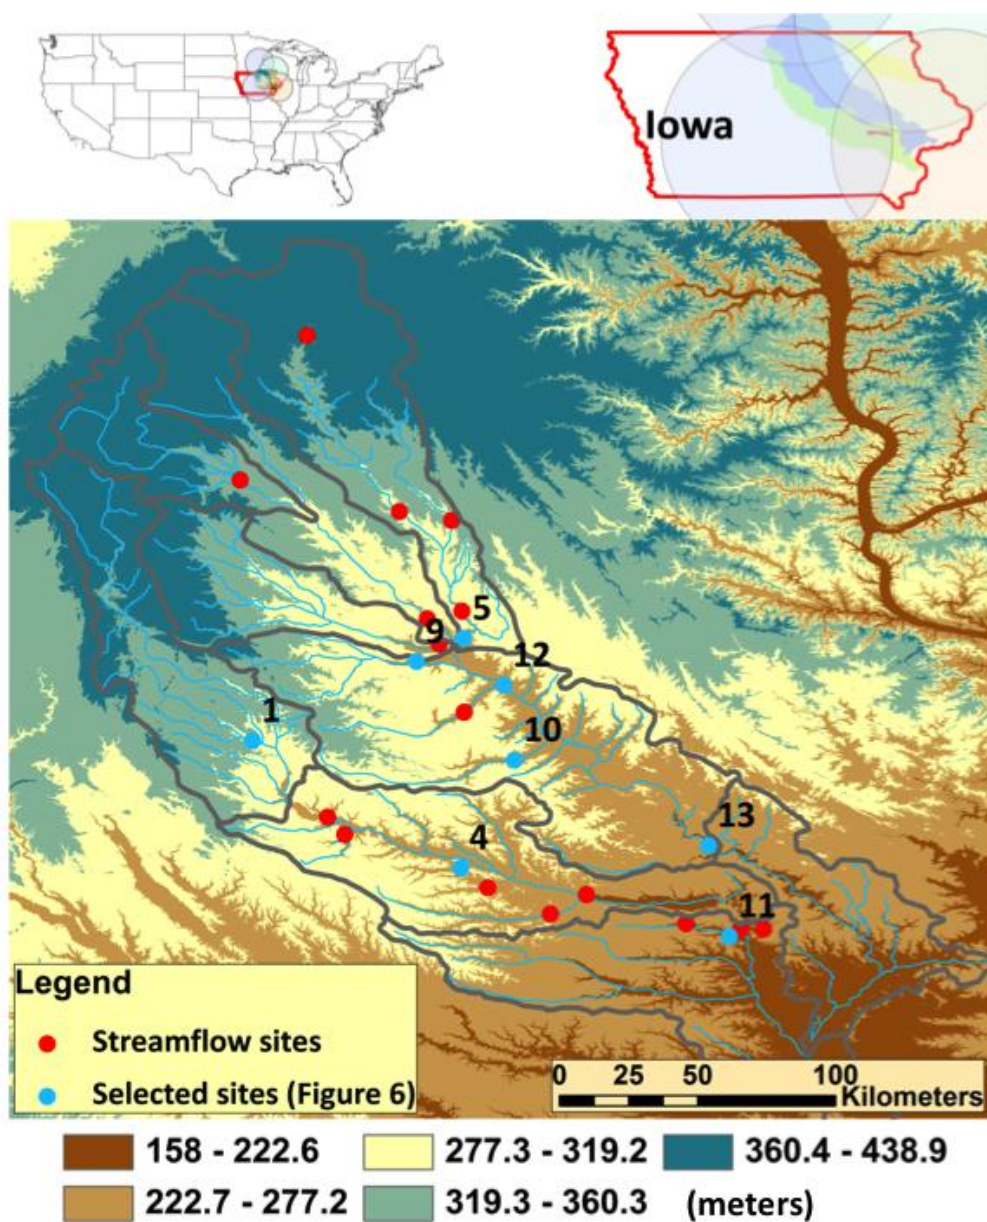 Iowa
5
9
12
1
10
13
4
11
Legend
Streamflow sites
Selected sites (Figure 6)
0 25 50 100
Kilometers
158 - 222.6 277.3 - 319.2 360.4 - 438.9
222.7 - 277.2 319.3 - 360.3 (meters)